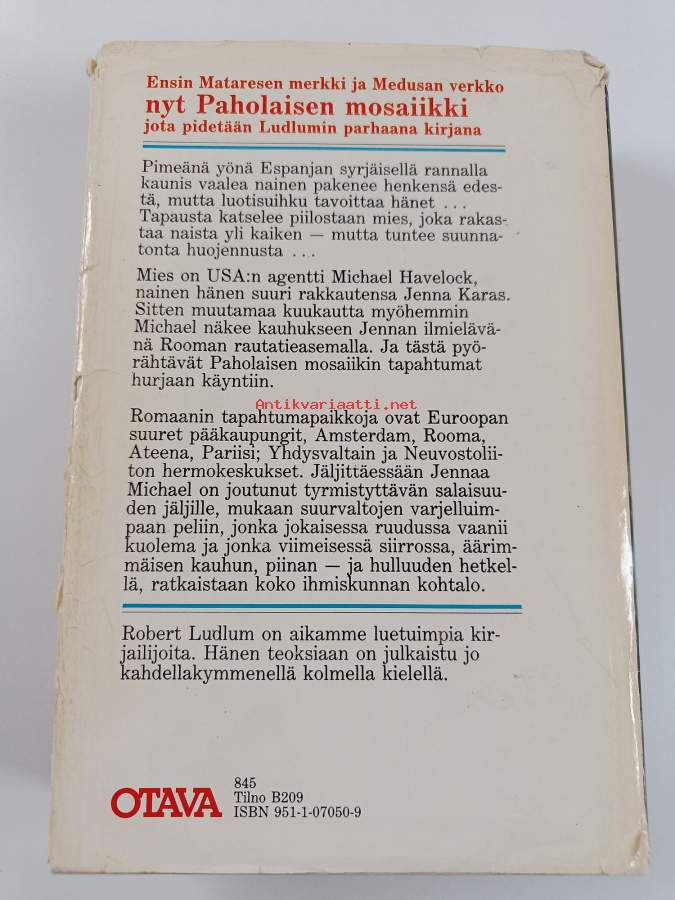 Ensin Mataresen merkki ja Medusan verkko
nyt Paholaisen mosaiikki
jota pidetään Ludlumin parhaana kirjana
Pimeänä yönä Espanjan syrjäisellä rannalla
kaunis vaalea nainen pakenee henkensä edes-
tä, mutta luotisuihku tavoittaa hänet . . .
Tapausta katselee piilostaan mies, joka rakas-
taa naista yli kaiken — mutta tuntee suunna-
tonta huojennusta . . .
Mies on USA:n agentti Michael Havelock,
nainen hänen suuri rakkautensa Jenna Karas.
Sitten muutamaa kuukautta myöhemmin
Michael näkee kauhukseen Jennan ilmielävä-
nä Rooman rautatieasemalla. Ja tästä pyö-
rähtävät Paholaisen mosaiikin tapahtumat
hurjaan käyntiin.
Antikvariaatti.net
Romaanin tapahtumapaikkoja ovat Euroopan
suuret pääkaupungit, Amsterdam, Rooma,
Ateena, Pariisi; Yhdysvaltain ja Neuvostolii-
ton hermokeskukset. Jäljittäessään Jennaa
Michael on joutunut tyrmistyttävän salaisuu-
den jäljille, mukaan suurvaltojen varjelluim-
paan peliin, jonka jokaisessa ruudussa vaanii
kuolema ja jonka viimeisessä siirrossa, äärim-
mäisen kauhun, piinan — ja hulluuden hetkel-
lä, ratkaistaan koko ihmiskunnan kohtalo.
Robert Ludlum on aikamme luetuimpia kir-
jailijoita. Hänen teoksiaan on julkaistu jo
kahdellakymmenellä kolmella kielellä.
OTAVA
845
Tilno B209
ISBN 951-1-07050-9